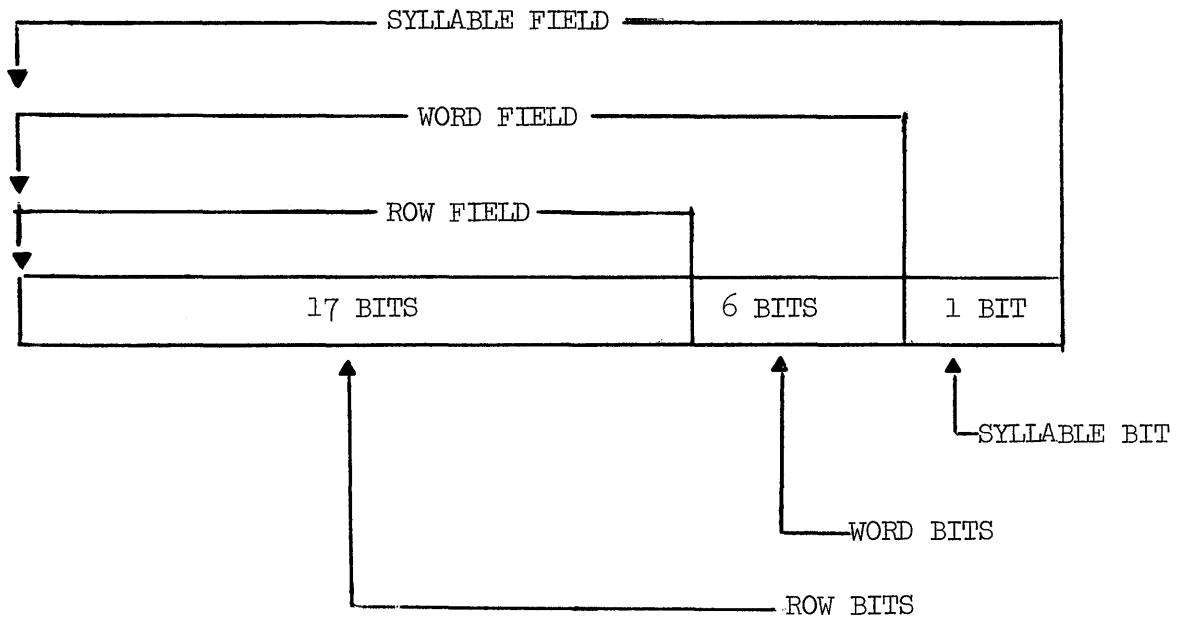 SYLLABLE FIELD
WORD FIELD
ROW FIELD
17 BITS 6 BITS 1 BIT
SYLLABLE BIT
WORD BITS
ROW BITS